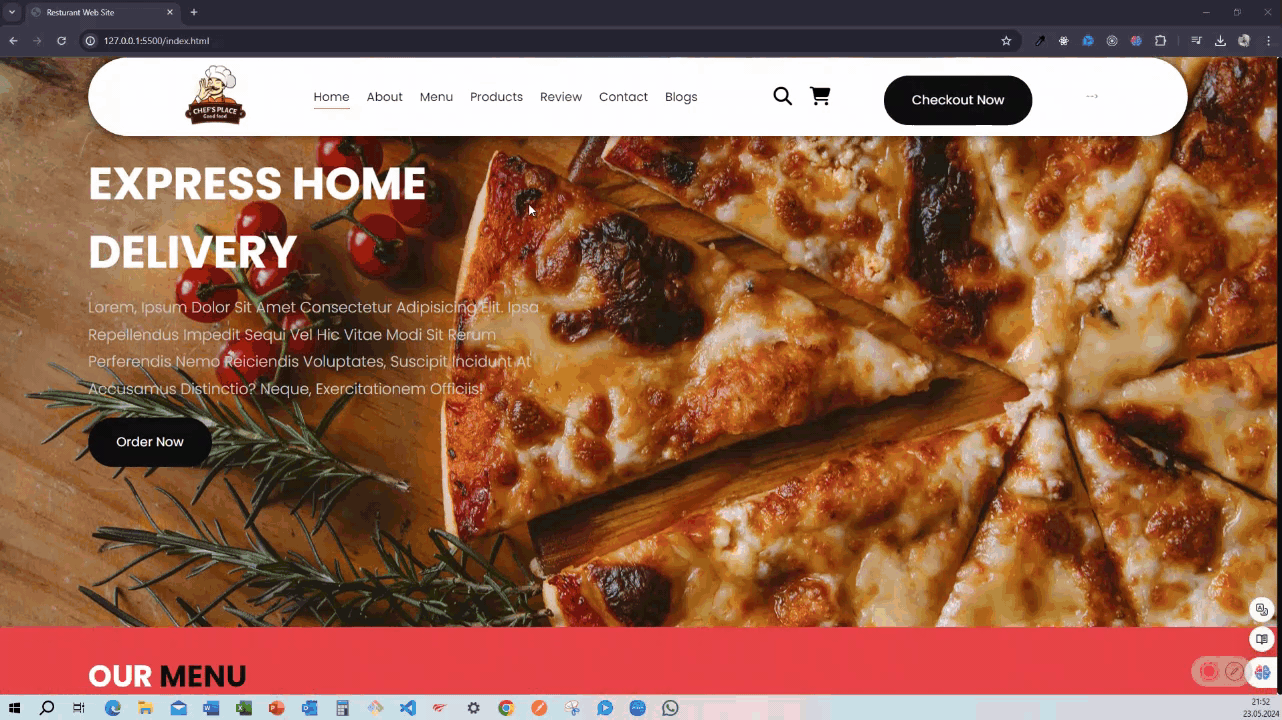 Resturant Web Site
127.0.0.1:5500/index.html
CHEF'S PLACE
Good food
Home About Menu Products Review Contact Blogs
Checkout Now
-->
EXPRESS HOME
DELIVERY
Lorem, Ipsum Dolor Sit Amet Consectetur Adipisicing Elit. Ipsa
Repellendus Impedit Sequi Vel Hic Vitae Modi Sit Rerum
Perferendis Nemo Reiciendis Voluptates, Suscipit Incidunt At
Accusamus Distinctio? Neque, Exercitationem Officiis!
Order Now
OUR MENU
21:52
23.05.2024